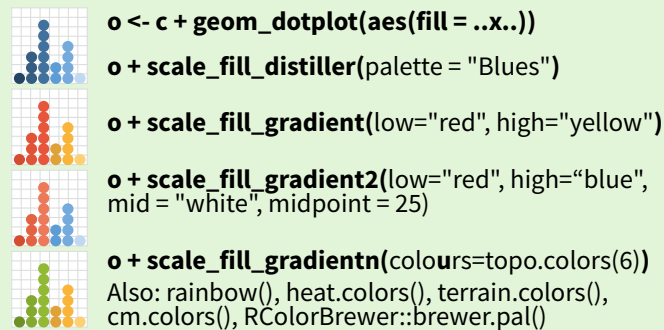 o <- c + geom_dotplot(aes(fill = ..x..))
o + scale_fill_distiller(palette = "Blues")
o + scale_fill_gradient(low="red", high="yellow")
o + scale_fill_gradient2(low="red", high=“blue",
mid = "white", midpoint = 25)
o + scale_fill_gradientn(colours=topo.colors(6))
Also: rainbow(), heat.colors(), terrain.colors(),
cm.colors(), RColorBrewer::brewer.pal()